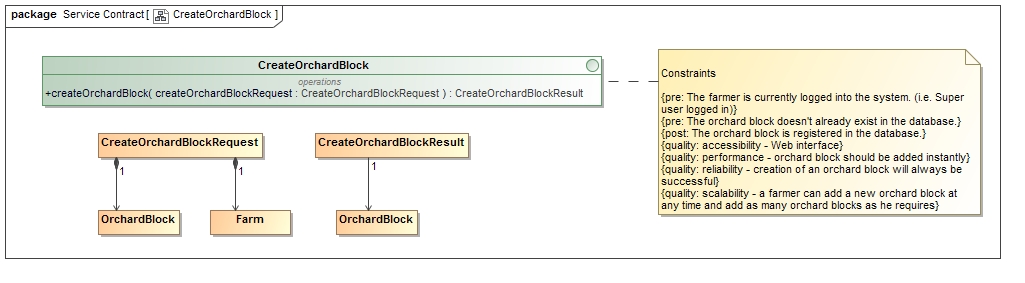 package Service Contract [ CreateOrchardBlock ]
CreateOrchardBlock
operations
+createOrchardBlock( createOrchardBlockRequest : CreateOrchardBlockRequest ) : CreateOrchardBlockResult
Constraints
{pre: The farmer is currently logged into the system. (i.e. Super
user logged in)}
{pre: The orchard block doesn't already exist in the database.}
{post: The orchard block is registered in the database.}
{quality: accessibility - Web interface}
{quality: performance - orchard block should be added instantly}
{quality: reliability - creation of an orchard block will always be
successful}
{quality: scalability - a farmer can add a new orchard block at
any time and add as many orchard blocks as he requires}
CreateOrchardBlockRequest
CreateOrchardBlockResult
1
1
1
OrchardBlock
Farm
OrchardBlock